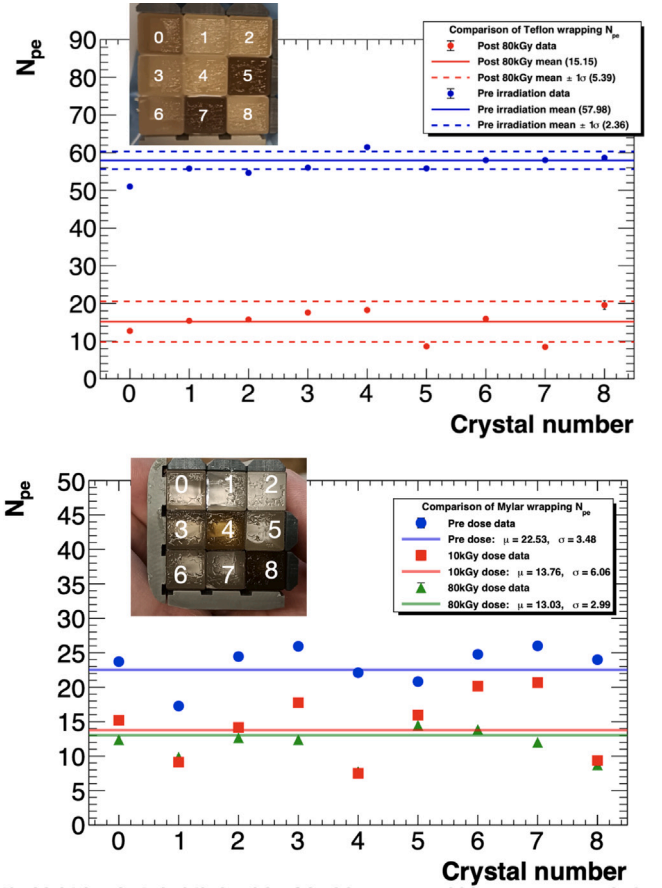 Comparison of Teflon wrapping Npe
Post 80kGy data
Post 80kGy mean (15.15)
Post 80kGy mean ± 1σ (5.39)
Pre irradiation data
Pre irradiation mean (57.98)
Pre irradiation mean ± 1σ (2.36)
0 1 2
3 4 5
6 7 8
Npe
90
80
70
60
50
40
30
20
10
0
0 1 2 3 4 5 6 7 8
Crystal number
Comparison of Mylar wrapping Npe
Pre dose data
Pre dose: μ = 22.53, σ = 3.48
10kGy dose data
10kGy dose: μ = 13.76, σ = 6.06
80kGy dose data
80kGy dose: μ = 13.03, σ = 2.99
0 1 2
3 4 5
6 7 8
Npe
50
45
40
35
30
25
20
15
10
5
0
0 1 2 3 4 5 6 7 8
Crystal number